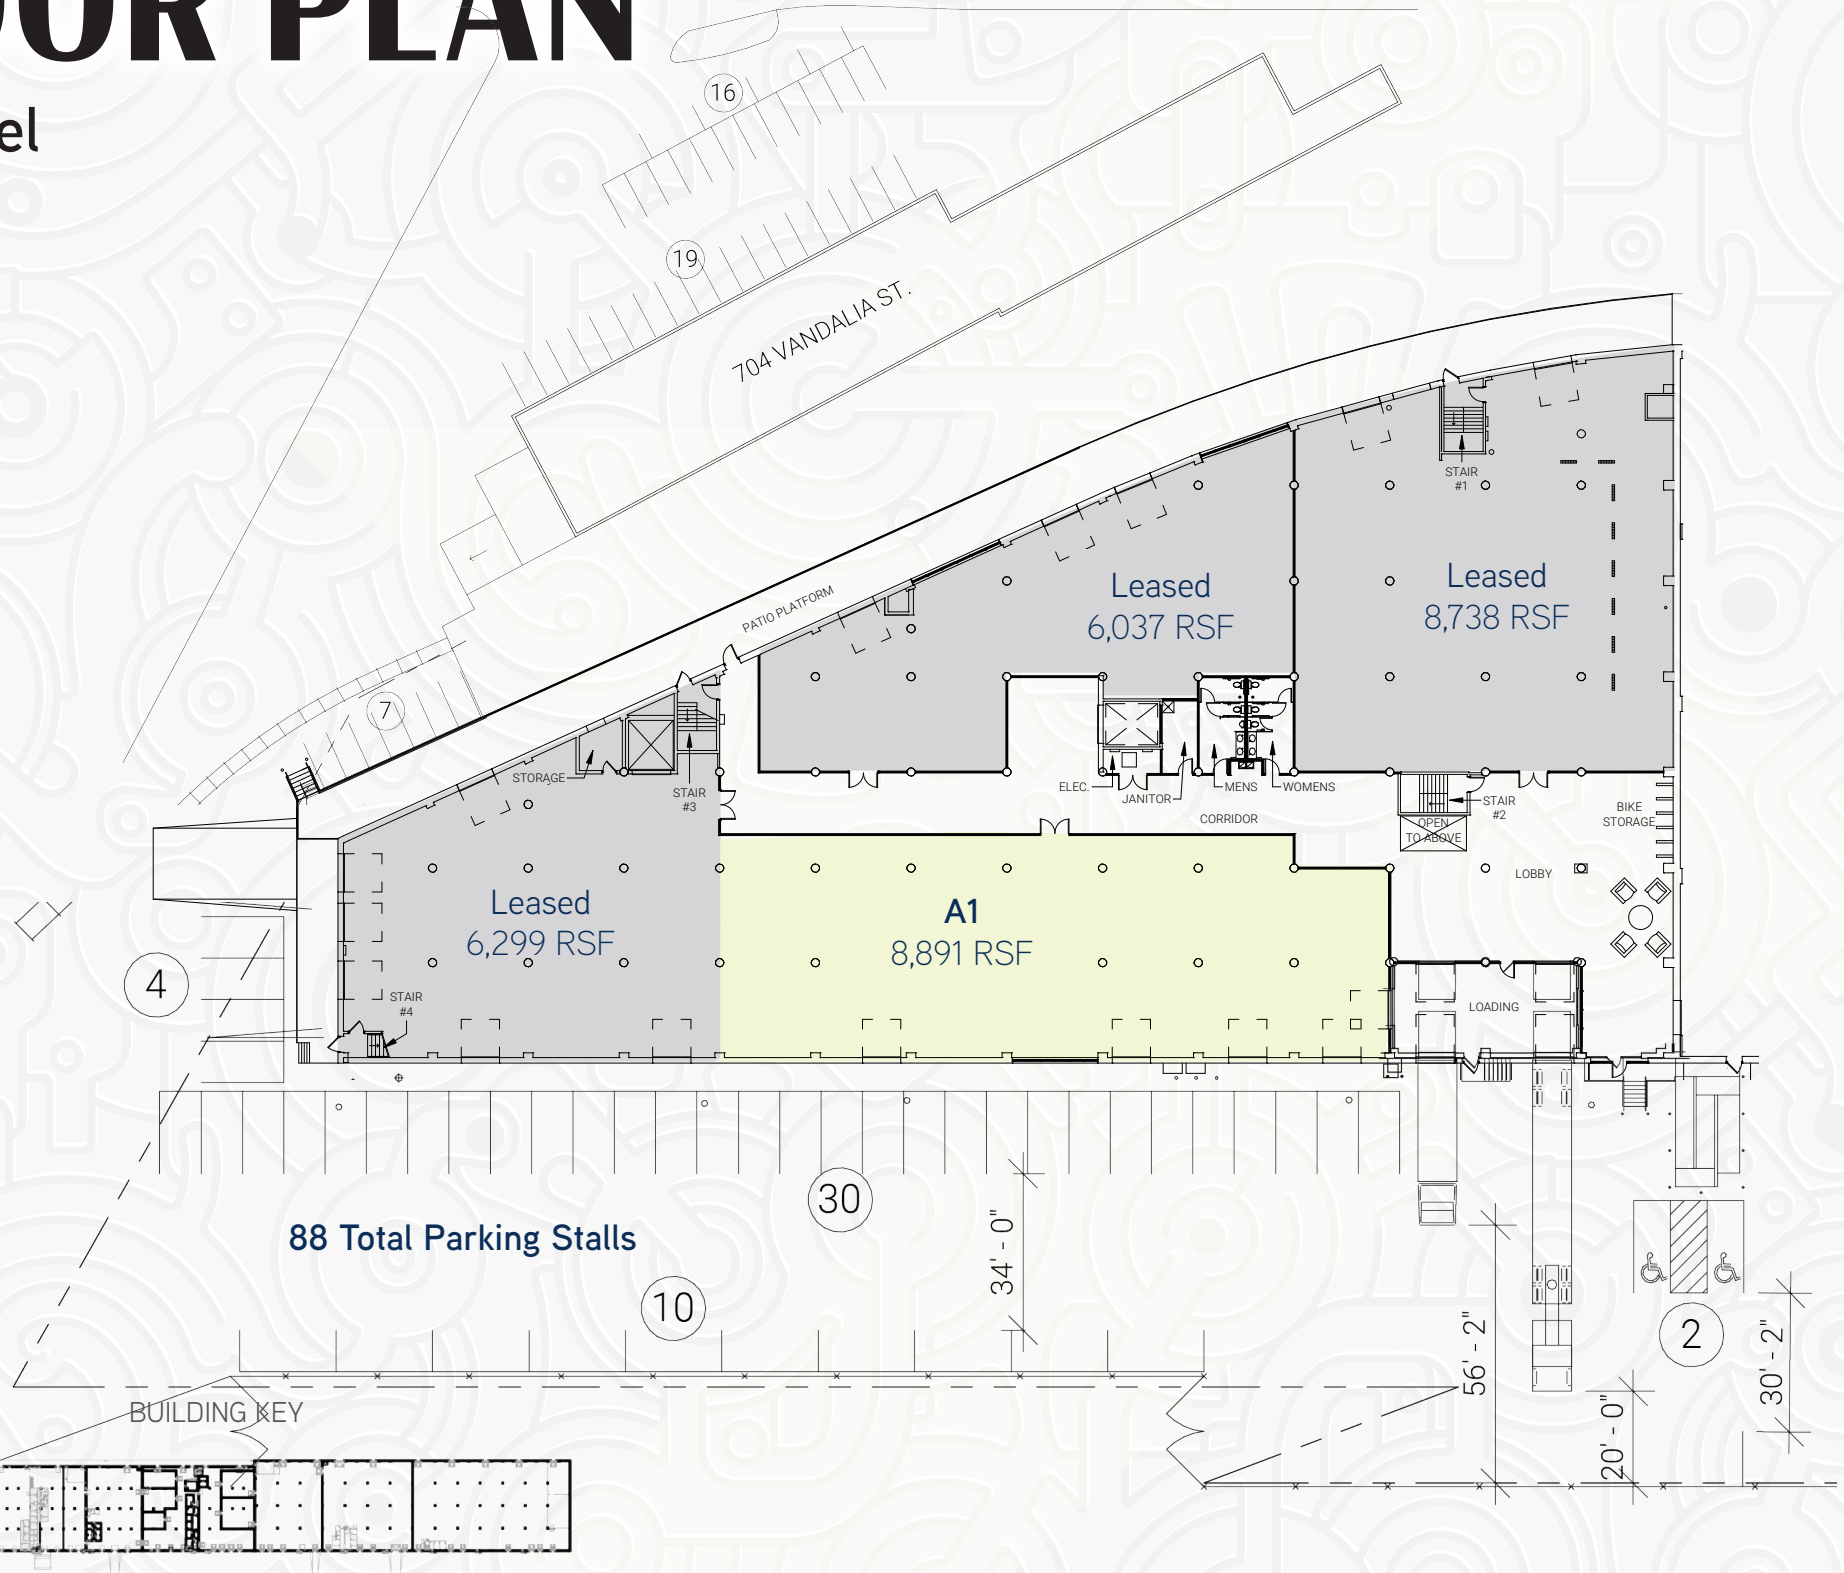 OOR PLAN
el
16
19
704 VANDALIA ST.
PATIO PLATFORM
7
STAIR
#1
Leased
6,037 RSF
Leased
8,738 RSF
STORAGE
STAIR
#3
ELEC.
JANITOR
MENS
WOMENS
STAIR
#2
OPEN
TO ABOVE
BIKE
STORAGE
CORRIDOR
LOBBY
Leased
6,299 RSF
A1
8,891 RSF
4
STAIR
#4
LOADING
30
88 Total Parking Stalls
34' - 0"
10
56' - 2"
2
30' - 2"
20' - 0"
BUILDING KEY